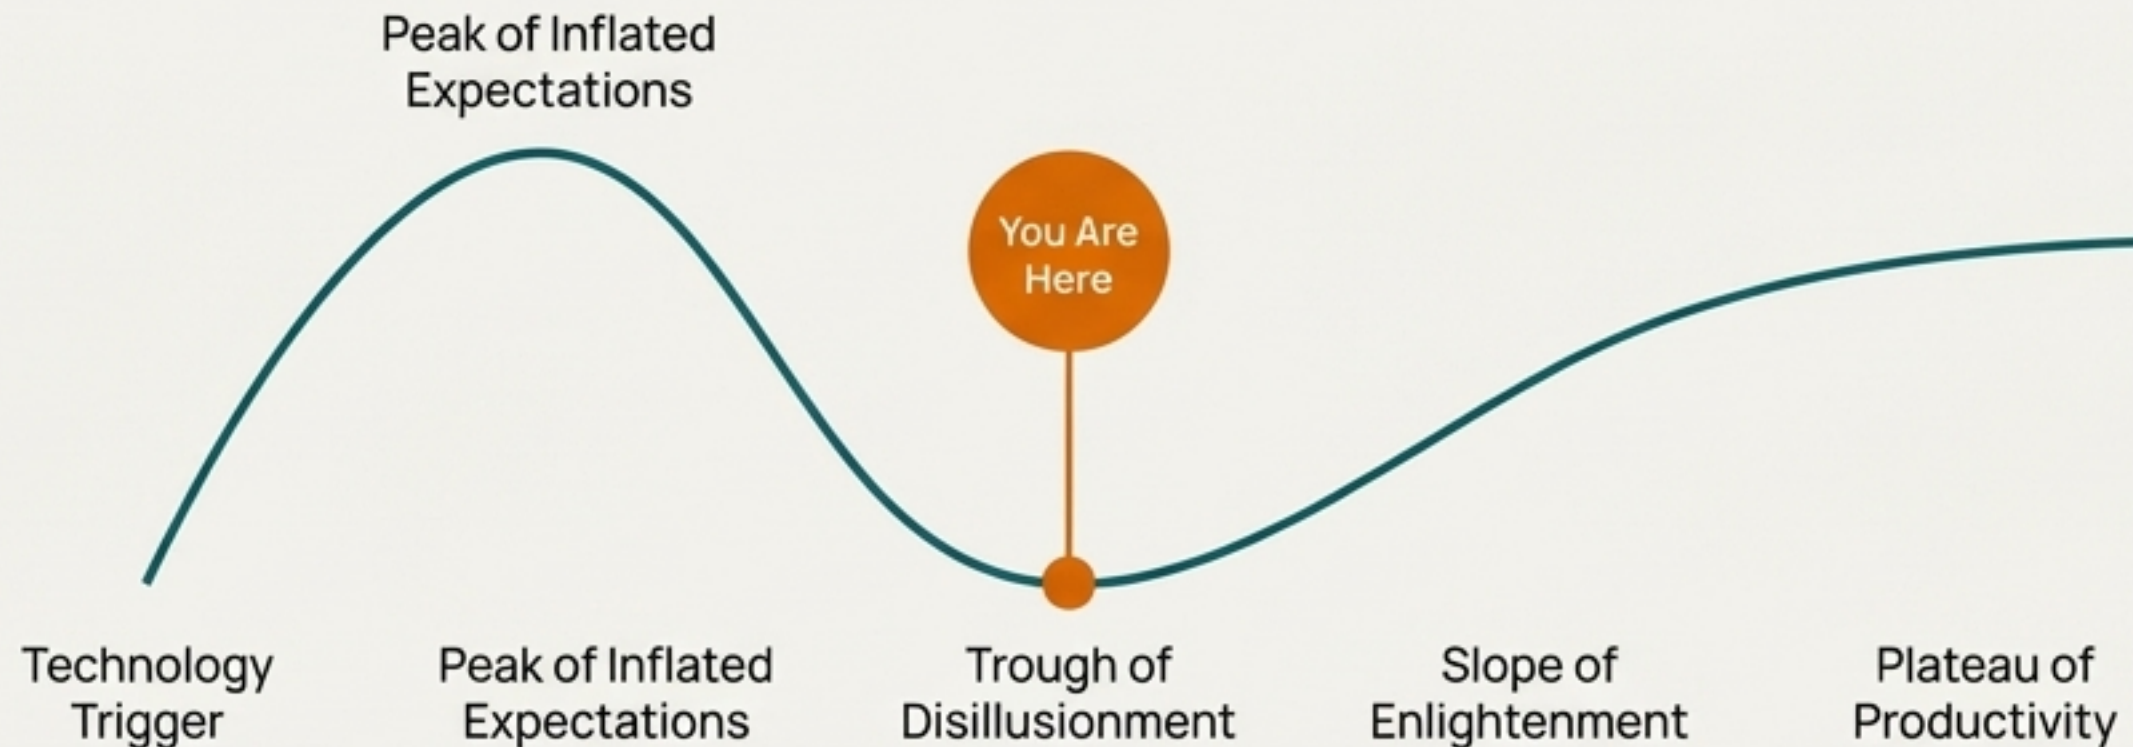 Peak of Inflated
Expectations
You Are
Here
Technology
Trigger
Peak of Inflated
Expectations
Trough of
Disillusionment
Slope of
Enlightenment
Plateau of
Productivity